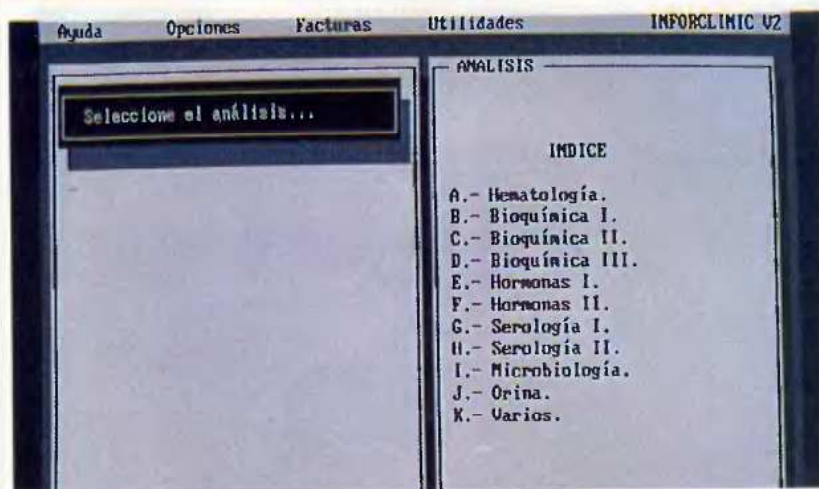 Ayuda Opciones Facturas Utilidades INFORCLINIC V2
Seleccione el análisis...
ANALISIS
INDICE
A.- Hematología.
B.- Bioquímica I.
C.- Bioquímica II.
D.- Bioquímica III.
E.- Hormonas I.
F.- Hormonas II.
G.- Serología I.
H.- Serología II.
I.- Microbiología.
J.- Orina.
K.- Varios.